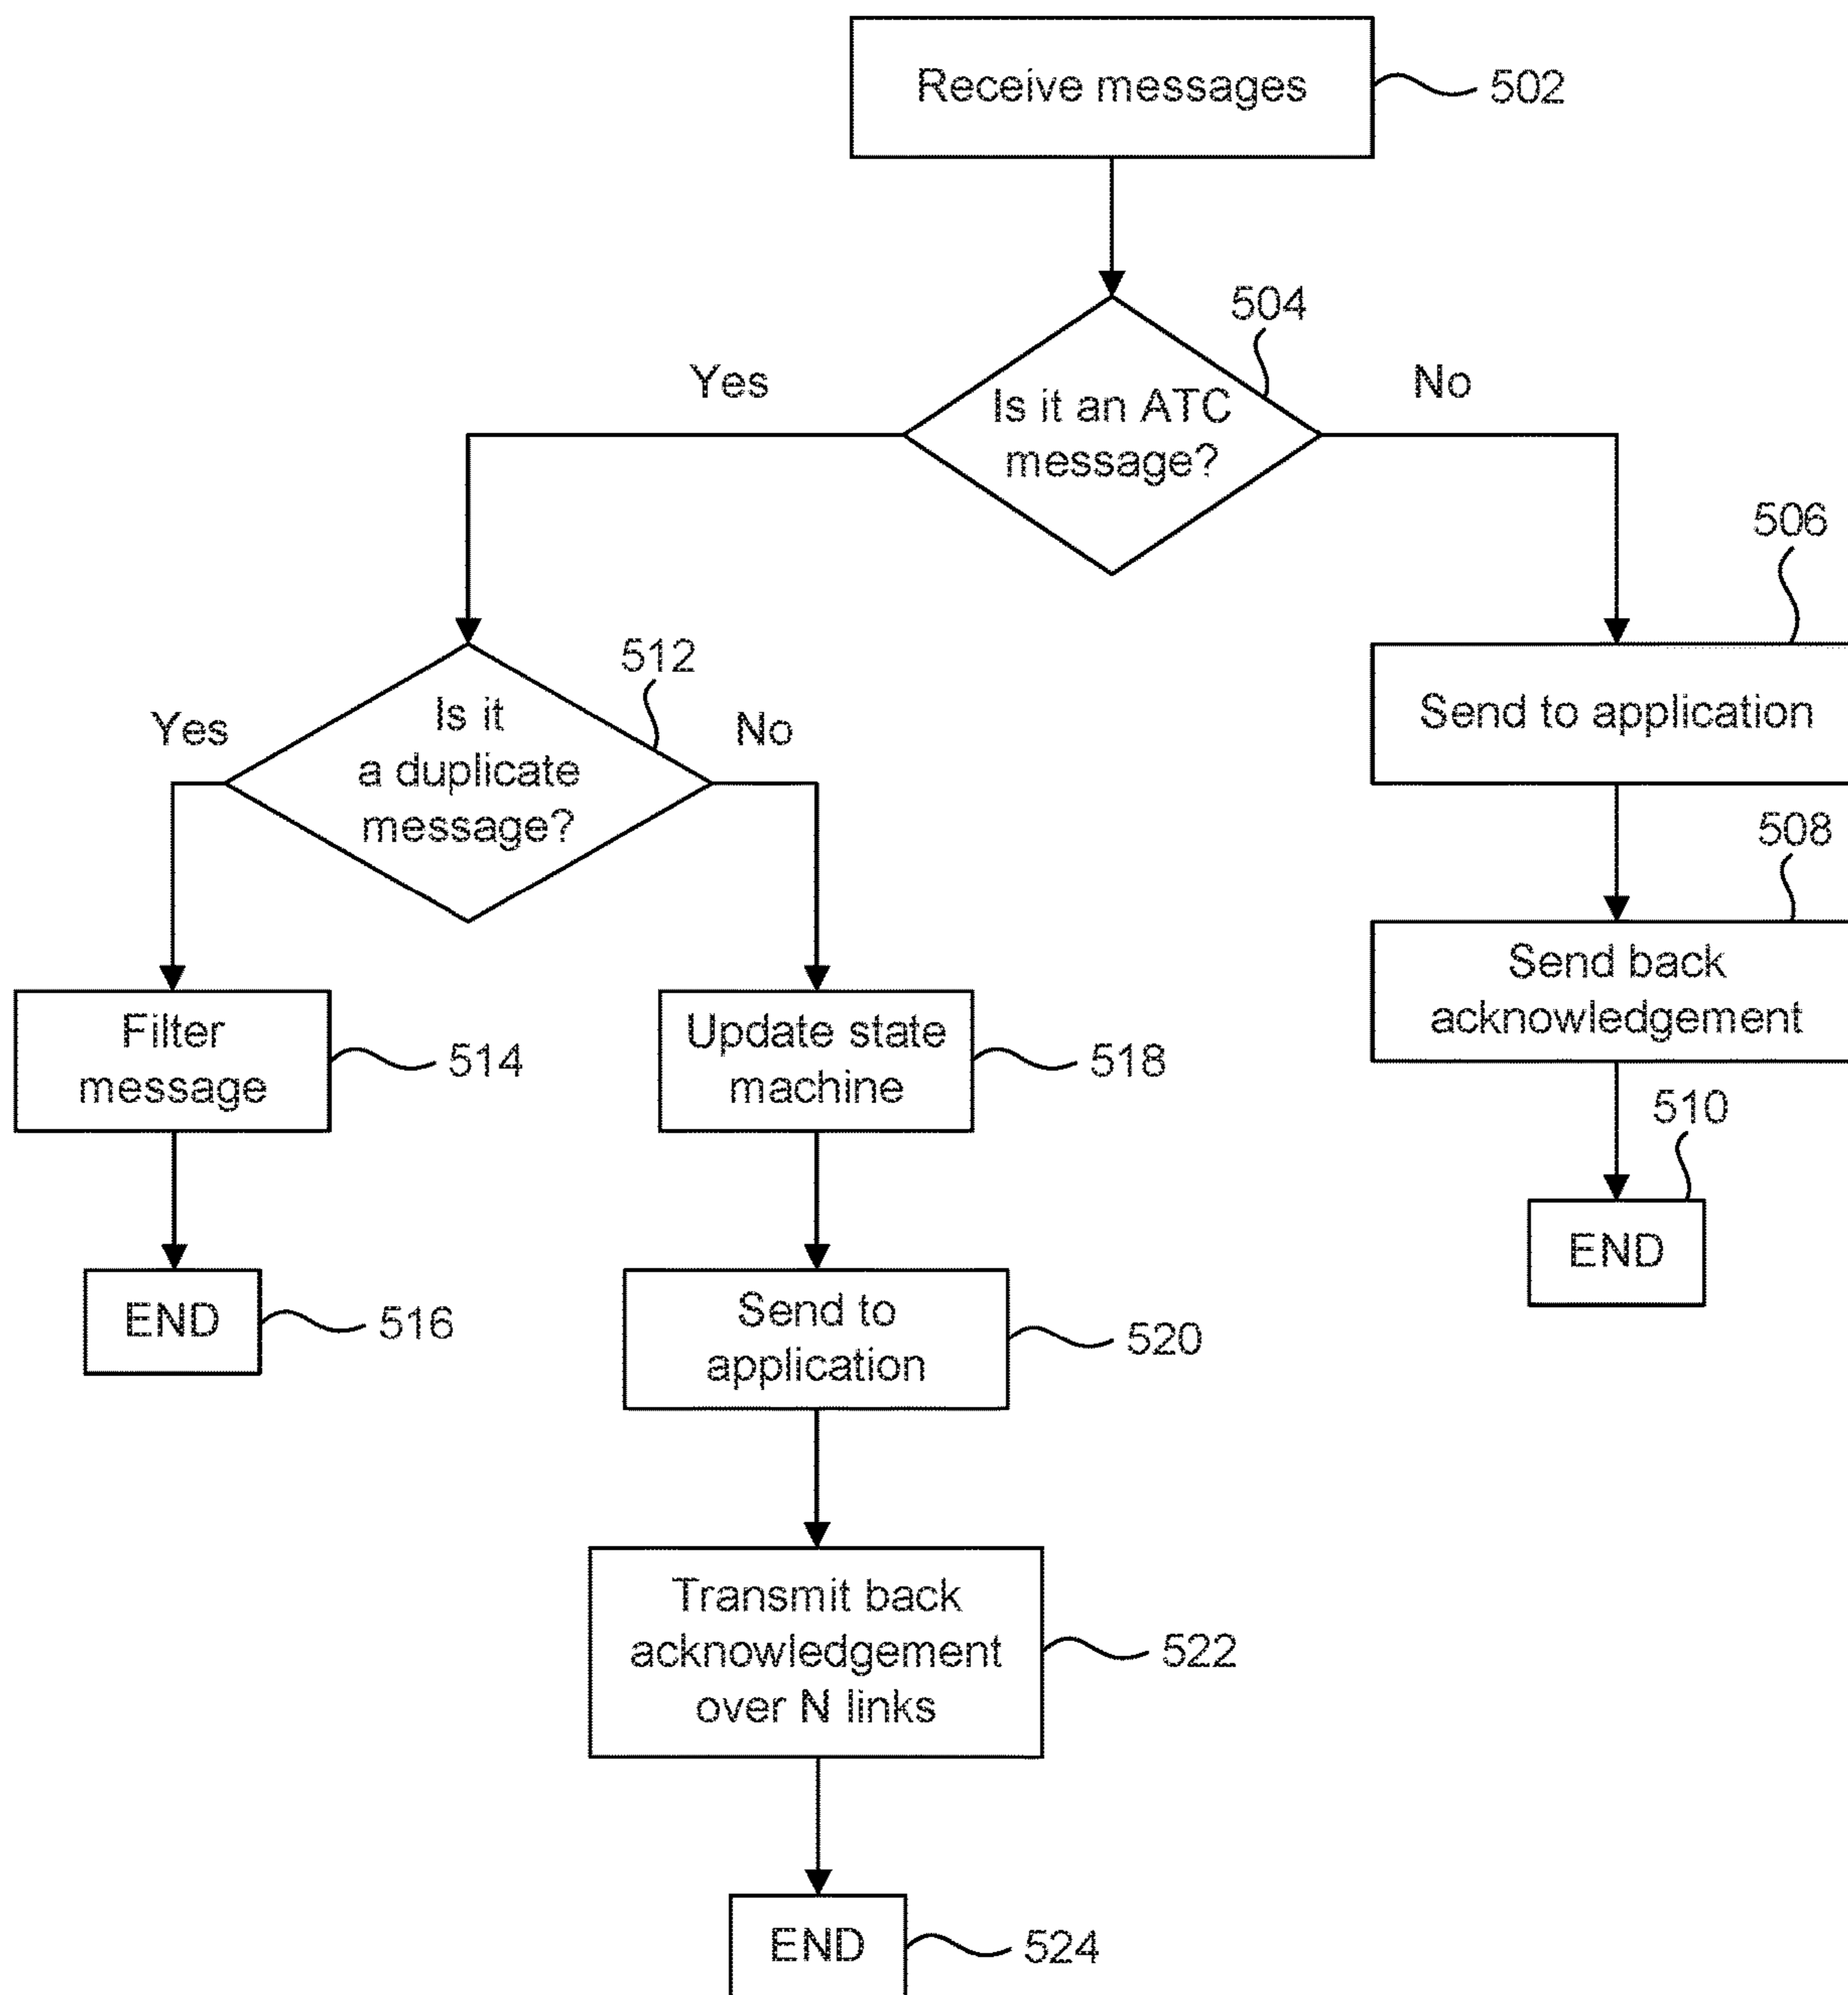 Receive messages
502
504
Yes
No
Is it an ATC
message?
506
512
Send to application
Yes
Is it
a duplicate
message?
No
508
Send back
acknowledgement
Filter
message
514
Update state
machine
518
510
END
END
516
Send to
application
520
Transmit back
acknowledgement
over N links
522
END
524